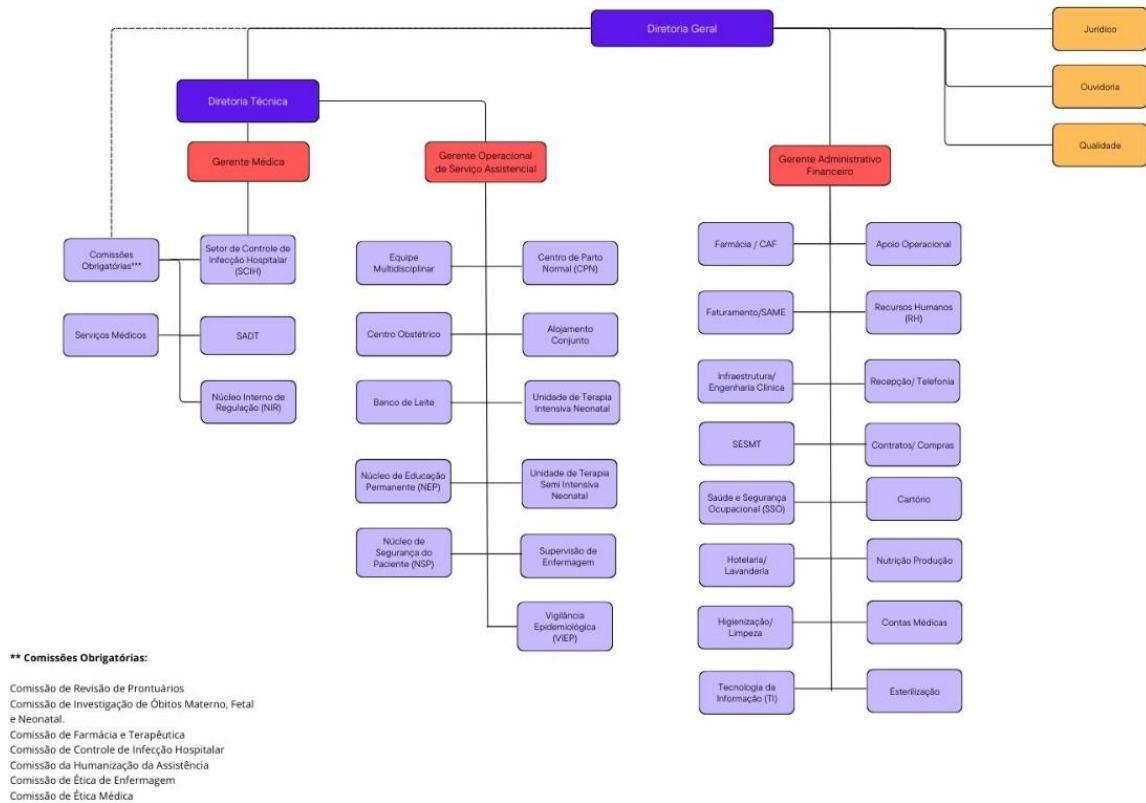 Diretoria Geral
Jurídico
Ouvidoria
Qualidade
Diretoria Técnica
Gerente Médica
Gerente Operacional
de Serviço Assistencial
Gerente Administrativo
Financeiro
Comissões
Obrigatórias***
Setor de Controle de
Infecção Hospitalar
(SCIH)
Serviços Médicos
SADT
Núcleo Interno de
Regulação (NIR)
Equipe
Multidisciplinar
Centro de Parto
Normal (CPN)
Centro Obstétrico
Alojamento
Conjunto
Banco de Leite
Unidade de Terapia
Intensiva Neonatal
Núcleo de Educação
Permanente (NEP)
Unidade de Terapia
Semi Intensiva
Neonatal
Núcleo de
Segurança do
Paciente (NSP)
Supervisão de
Enfermagem
Vigilância
Epidemiológica
(VIEP)
Farmácia / CAF
Apoio Operacional
Faturamento/SAME
Recursos Humanos
(RH)
Infraestrutura/
Engenharia Clínica
Recepção/ Telefonia
SESMT
Contratos/ Compras
Saúde e Segurança
Ocupacional (SSO)
Cartório
Hotelaria/
Lavanderia
Nutrição Produção
Higienização/
Limpeza
Contas Médicas
Tecnologia da
Informação (TI)
Esterilização
** Comissões Obrigatórias:
Comissão de Revisão de Prontuários
Comissão de Investigação de Óbitos Materno, Fetal
e Neonatal.
Comissão de Farmácia e Terapêutica
Comissão de Controle de Infecção Hospitalar
Comissão da Humanização da Assistência
Comissão de Ética de Enfermagem
Comissão de Ética Médica